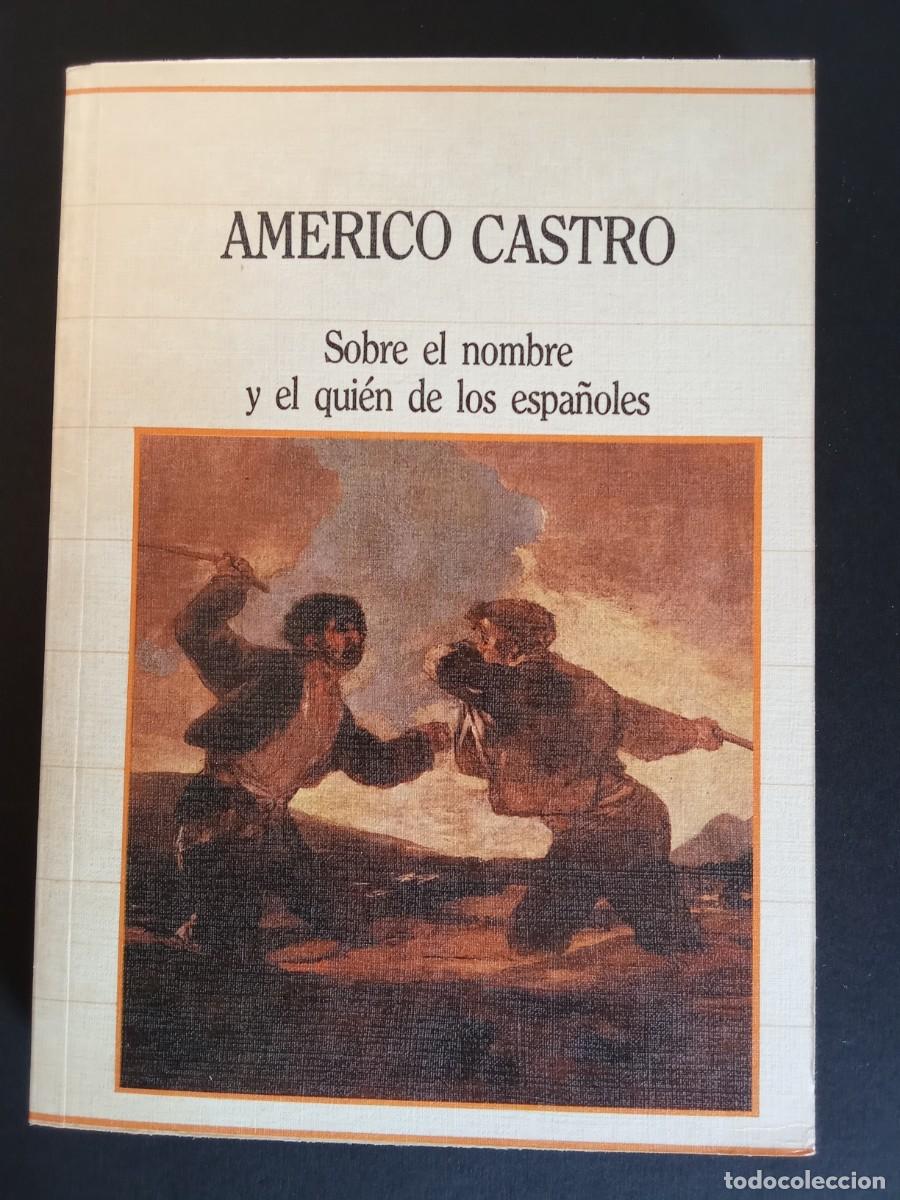 AMERICO CASTRO
Sobre el nombre
y el quién de los españoles
todocoleccion